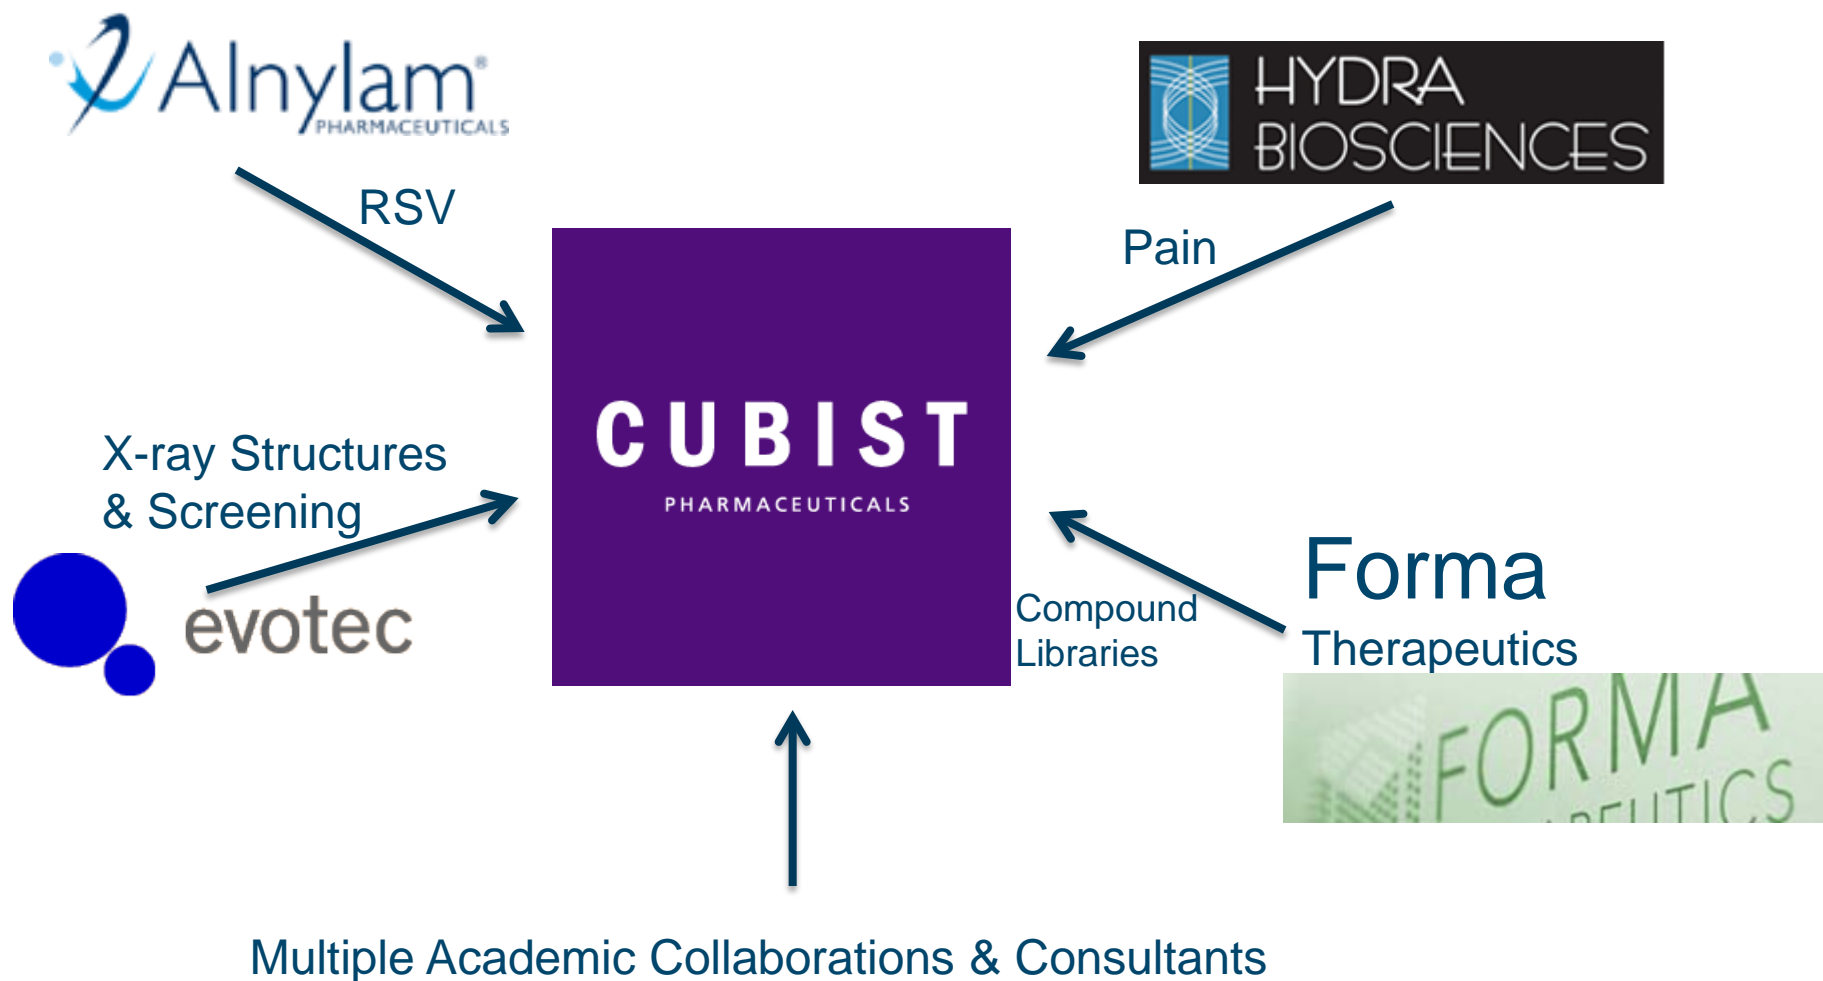 Alnylam®
PHARMACEUTICALS
HYDRA
BIOSCIENCES
RSV
Pain
CUBIST
PHARMACEUTICALS
X-ray Structures
& Screening
evotec
Compound
Libraries
Forma
Therapeutics
FORMA
Multiple Academic Collaborations & Consultants